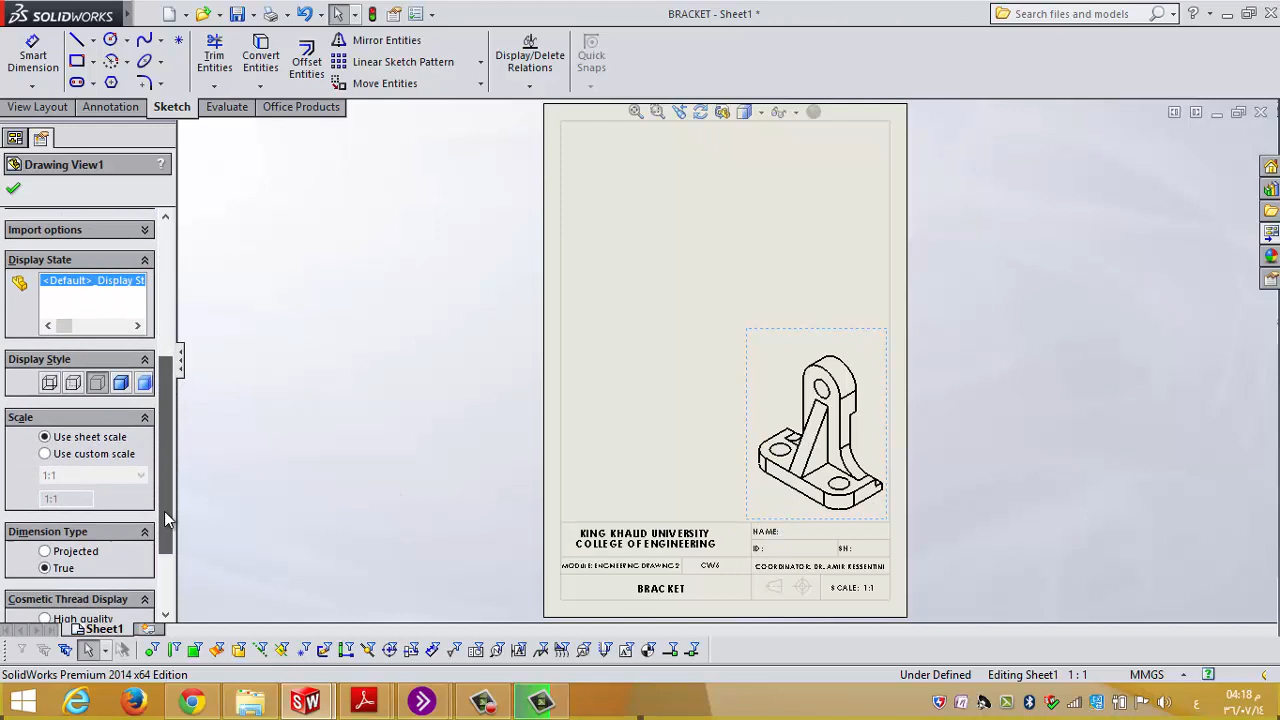 SOLIDWORKS
BRACKET - Sheet1 *
Search files and models
Smart Dimension
Trim Entities
Convert Entities
Offset Entities
Mirror Entities
Linear Sketch Pattern
Move Entities
Display/Delete Relations
Quick Snaps
View Layout
Annotation
Sketch
Evaluate
Office Products
Drawing View1
?
Import options
Display State
<Default>_Display St
Display Style
Scale
Use sheet scale
Use custom scale
1:1
1:1
Dimension Type
Projected
True
Cosmetic Thread Display
High quality
Sheet1
KING KHALID UNIVERSITY
COLLEGE OF ENGINEERING
NAME:
ID:
SH:
MODULE: ENGINEERING DRAWING 2
CW6
COORDINATOR: DR. AMIR RESSENTINI
BRACKET
SCALE: 1:1
SolidWorks Premium 2014 x64 Edition
Under Defined
Editing Sheet1
1 : 1
MMGS
ع
04:18 م
٣٦/٠٧/١٤